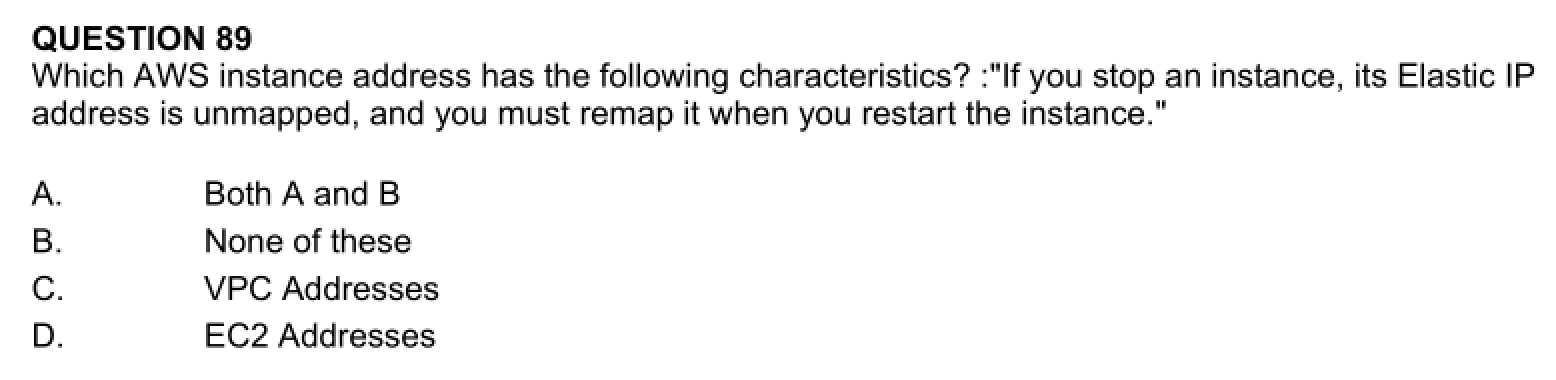 QUESTION 89
Which AWS instance address has the following characteristics? :"If you stop an instance, its Elastic IP
address is unmapped, and you must remap it when you restart the instance."
A. Both A and B
B. None of these
C. VPC Addresses
D. EC2 Addresses